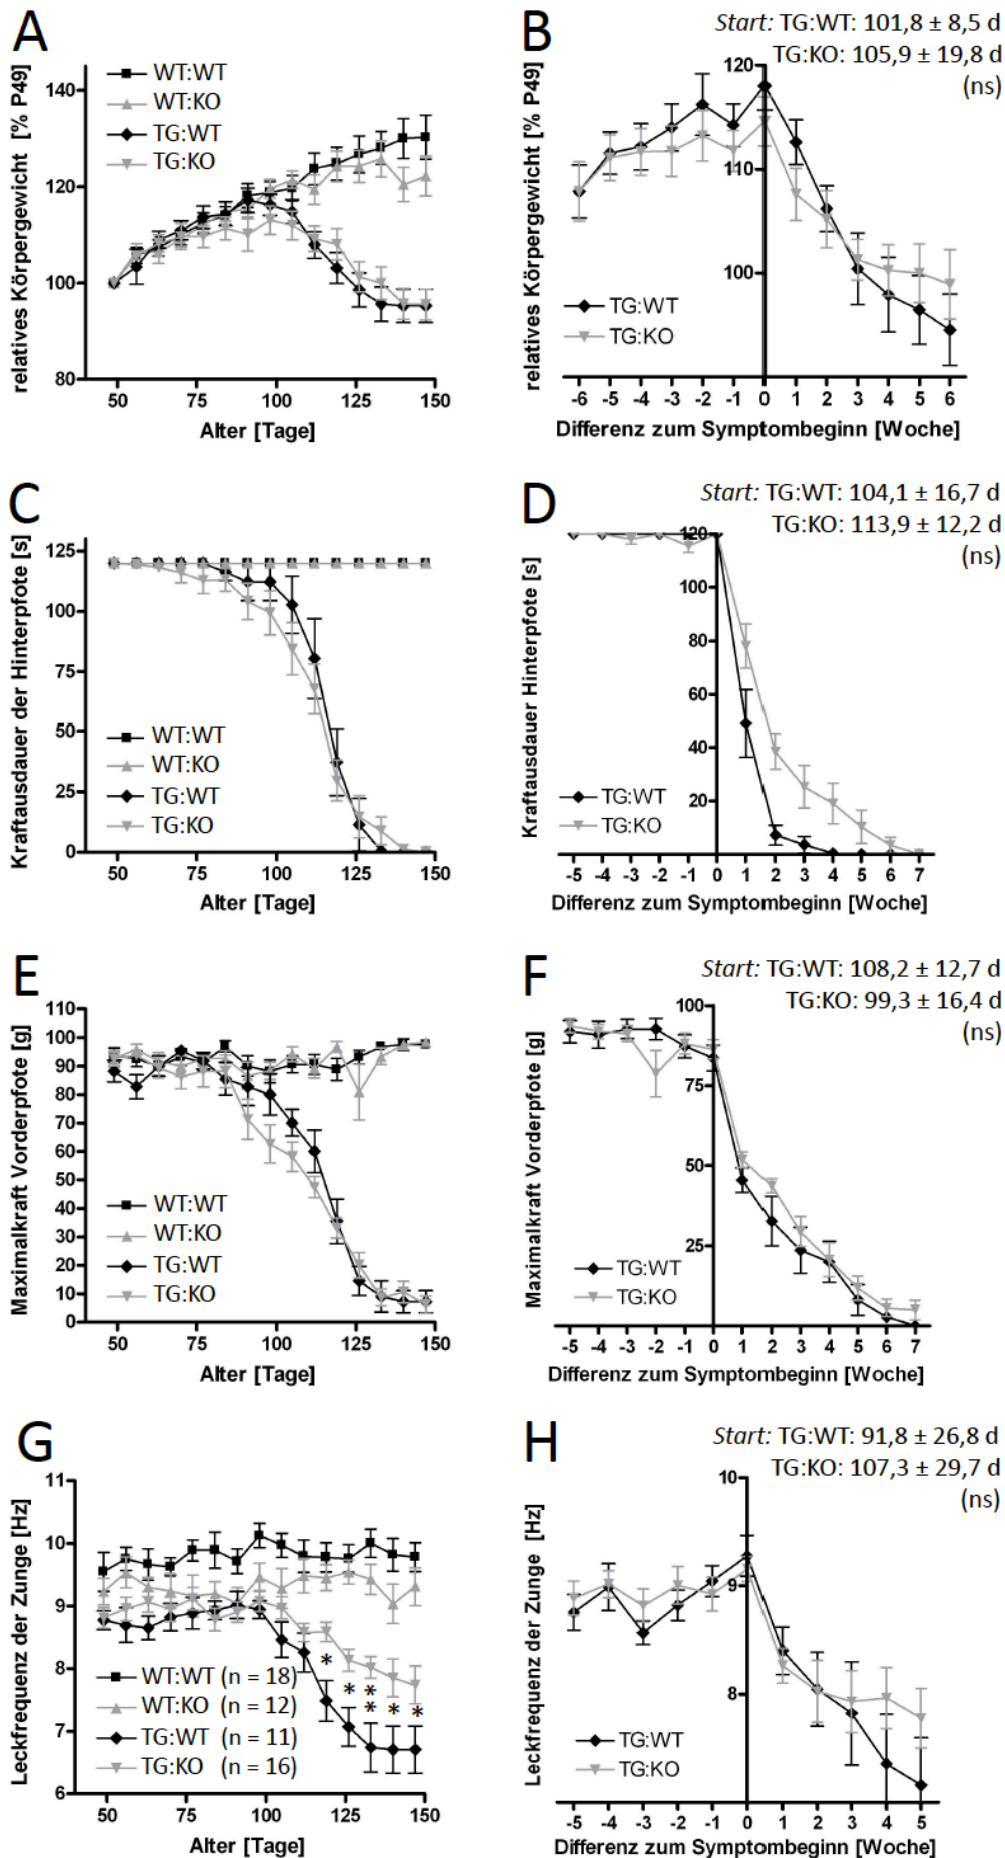 A
WT:WT
WT:KO
TG:WT
TG:KO
relatives Körpergewicht [% P49]
140
120
100
80
50 75 100 125 150
Alter [Tage]
B
Start: TG:WT: 101,8 ± 8,5 d
TG:KO: 105,9 ± 19,8 d
(ns)
relatives Körpergewicht [% P49]
120
110
100
TG:WT
TG:KO
-6 -5 -4 -3 -2 -1 0 1 2 3 4 5 6
Differenz zum Symptombeginn [Woche]
C
Kraftausdauer der Hinterpfote [s]
125
100
75
50
25
0
WT:WT
WT:KO
TG:WT
TG:KO
50 75 100 125 150
Alter [Tage]
D
Start: TG:WT: 104,1 ± 16,7 d
TG:KO: 113,9 ± 12,2 d
(ns)
Kraftausdauer Hinterpfote [s]
120
100
80
60
40
20
TG:WT
TG:KO
-5 -4 -3 -2 -1 0 1 2 3 4 5 6 7
Differenz zum Symptombeginn [Woche]
E
Maximalkraft Vorderpfote [g]
110
100
90
80
70
60
50
40
30
20
10
0
WT:WT
WT:KO
TG:WT
TG:KO
50 75 100 125 150
Alter [Tage]
F
Start: TG:WT: 108,2 ± 12,7 d
TG:KO: 99,3 ± 16,4 d
(ns)
Maximalkraft Vorderpfote [g]
100
75
50
25
TG:WT
TG:KO
-5 -4 -3 -2 -1 0 1 2 3 4 5 6 7
Differenz zum Symptombeginn [Woche]
G
Leckfrequenz der Zunge [Hz]
11
10
9
8
7
6
WT:WT (n = 18)
WT:KO (n = 12)
TG:WT (n = 11)
TG:KO (n = 16)
* * ** * *
50 75 100 125 150
Alter [Tage]
H
Start: TG:WT: 91,8 ± 26,8 d
TG:KO: 107,3 ± 29,7 d
(ns)
Leckfrequenz der Zunge [Hz]
10
9
8
TG:WT
TG:KO
-5 -4 -3 -2 -1 0 1 2 3 4 5
Differenz zum Symptombeginn [Woche]